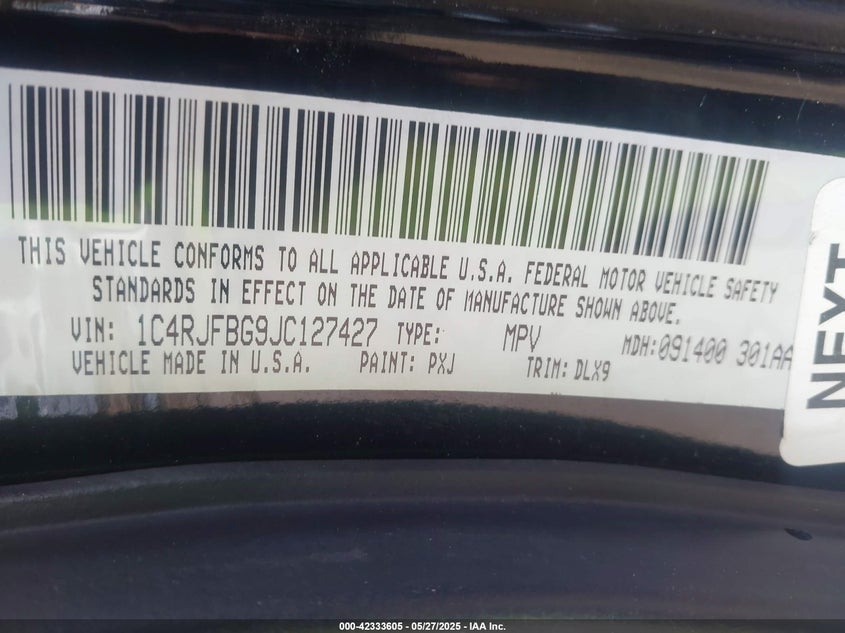 THIS VEHICLE CONFORMS TO ALL APPLICABLE U.S.A. FEDERAL MOTOR VEHICLE SAFETY
STANDARDS IN EFFECT ON THE DATE OF MANUFACTURE SHOWN ABOVE.
VIN: 1C4RJFBG9JC127427 TYPE: MPV MDH:091400 301AA
VEHICLE MADE IN U.S.A. PAINT: PXJ TRIM: DLX9
NEXT
000-42333605 - 05/27/2025 - IAA Inc.